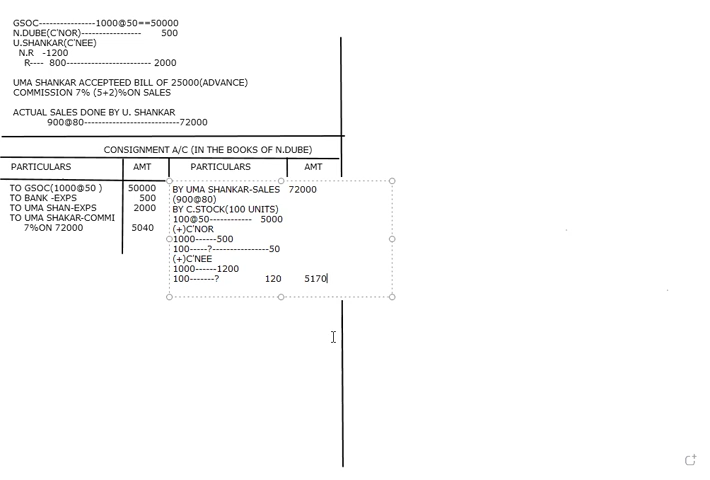 GSOC----------------1000@50==50000
N.DUBE(C'NOR)----------------- 500
U.SHANKAR(C'NEE)
N.R -1200
R---- 800------------------------ 2000
UMA SHANKAR ACCEPTEED BILL OF 25000(ADVANCE)
COMMISSION 7% (5+2)%ON SALES
ACTUAL SALES DONE BY U. SHANKAR
900@80---------------------------72000
CONSIGNMENT A/C (IN THE BOOKS OF N.DUBE)
PARTICULARS AMT PARTICULARS AMT
TO GSOC(1000@50 ) 50000
TO BANK -EXPS 500
TO UMA SHAN-EXPS 2000
TO UMA SHAKAR-COMMI
7%ON 72000 5040
BY UMA SHANKAR-SALES 72000
(900@80)
BY C.STOCK(100 UNITS)
100@50------------ 5000
(+)C'NOR
1000------500
100-----?----------------50
(+)C'NEE
1000------1200
100-------? 120 5170